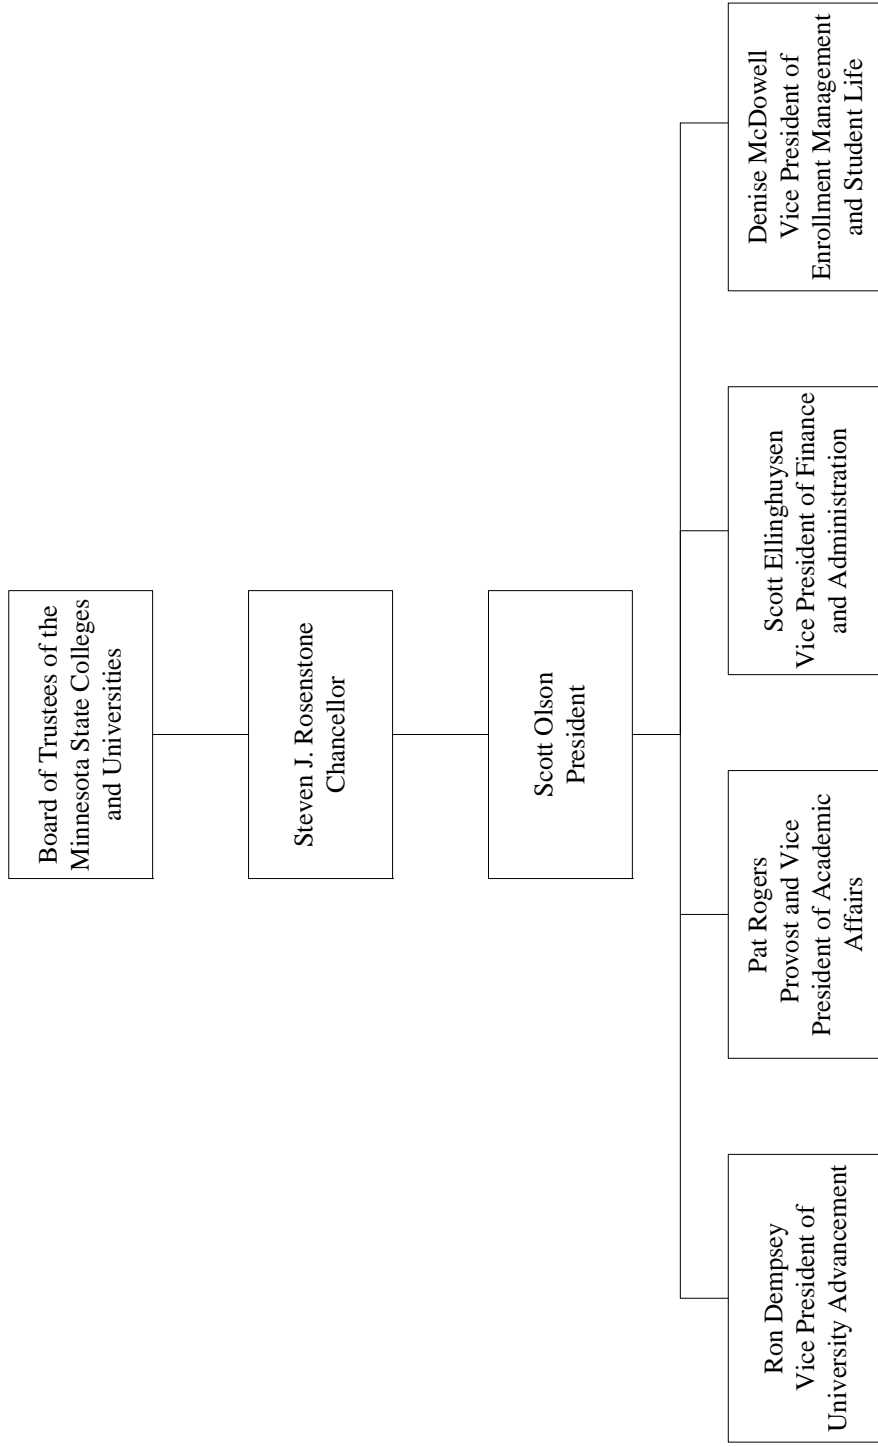 Board of Trustees of the
Minnesota State Colleges
and Universities
Steven J. Rosenstone
Chancellor
Scott Olson
President
Ron Dempsey
Vice President of
University Advancement
Pat Rogers
Provost and Vice
President of Academic
Affairs
Scott Ellinghuysen
Vice President of Finance
and Administration
Denise McDowell
Vice President of
Enrollment Management
and Student Life